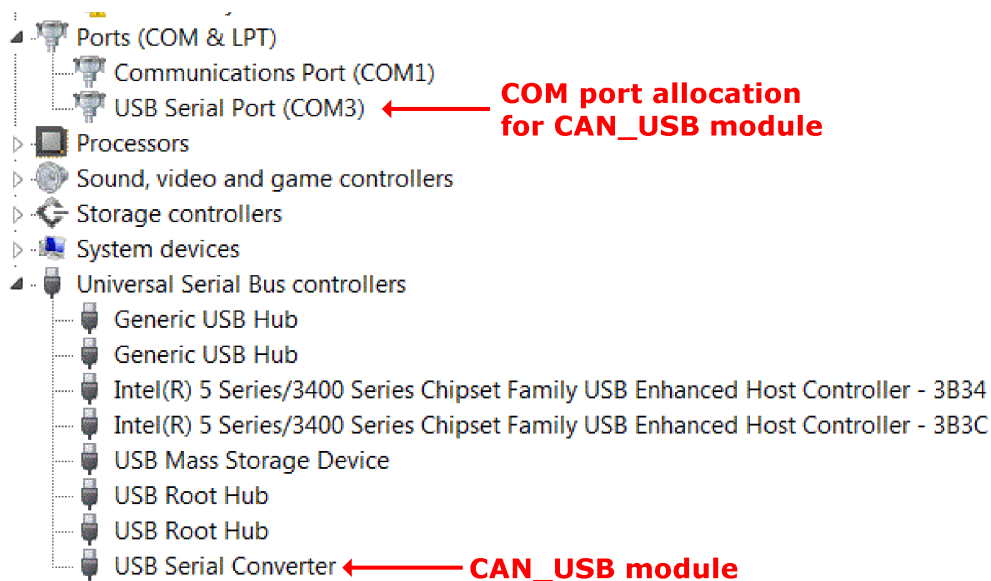 Ports (COM & LPT)
Communications Port (COM1)
USB Serial Port (COM3)
COM port allocation
for CAN_USB module
Processors
Sound, video and game controllers
Storage controllers
System devices
Universal Serial Bus controllers
Generic USB Hub
Generic USB Hub
Intel(R) 5 Series/3400 Series Chipset Family USB Enhanced Host Controller - 3B34
Intel(R) 5 Series/3400 Series Chipset Family USB Enhanced Host Controller - 3B3C
USB Mass Storage Device
USB Root Hub
USB Root Hub
USB Serial Converter
CAN_USB module